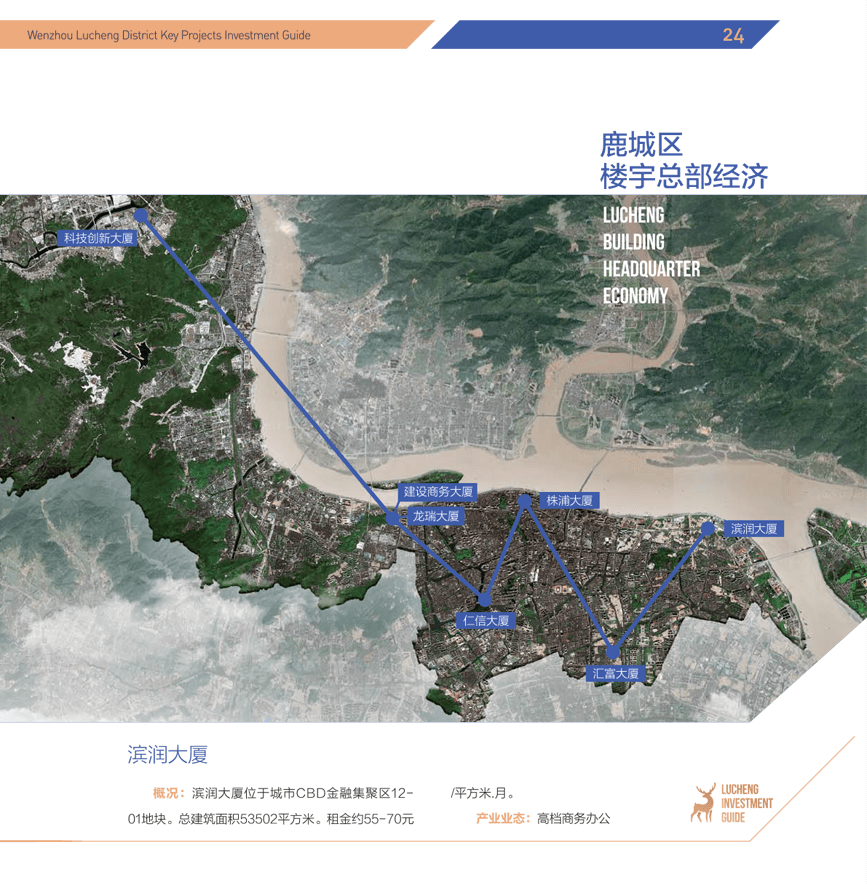 Wenzhou Lucheng District Key Projects Investment Guide
24
鹿城区
楼宇总部经济
LUCHENG
BUILDING
HEADQUARTER
ECONOMY
科技创新大厦
建设商务大厦
龙瑞大厦
株浦大厦
滨润大厦
仁信大厦
汇富大厦
滨润大厦
概况：滨润大厦位于城市CBD金融集聚区12-
01地块。总建筑面积53502平方米。租金约55-70元
/平方米.月。
产业业态：高档商务办公
LUCHENG
INVESTMENT
GUIDE